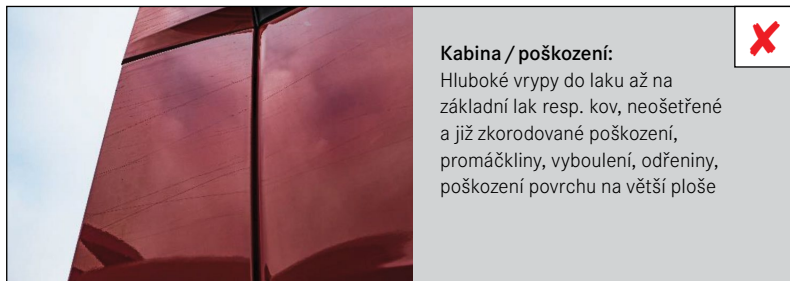 Kabina / poškození:
Hluboké vrypy do laku až na
základní lak resp. kov, neošetřené
a již zkorodované poškození,
promáčkliny, vyboulení, odřeniny,
poškození povrchu na větší ploše